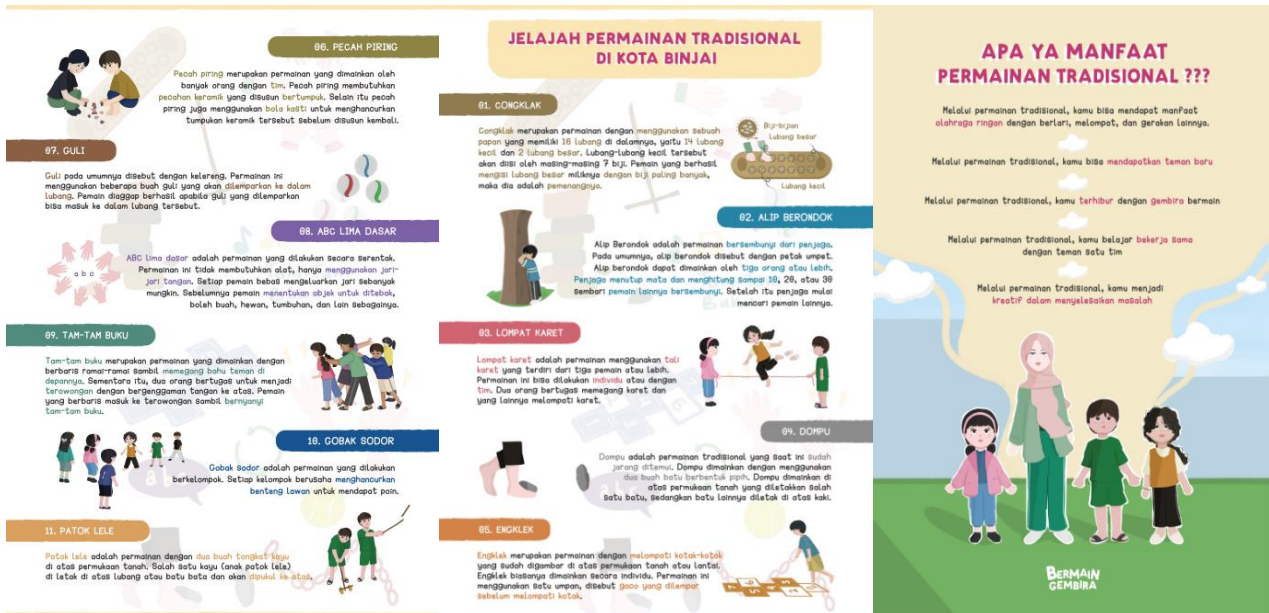 06. PECAH PIRING
Pecah piring merupakan permainan yang dimainkan oleh
banyak orang dengan tim. Pecah piring membutuhkan
pecahan keramik yang disusun bertumpuk. Selain itu pecah
piring juga menggunakan bola kasti untuk menghancurkan
tumpukan keramik tersebut sebelum disusun kembali.
07. GULI
Guli pada umumnya disebut dengan kelereng. Permainan ini
menggunakan beberapa buah guli yang akan dilemparkan ke dalam
lubang. Pemain dianggap berhasil apabila guli yang dilemparkan
bisa masuk ke dalam lubang tersebut.
08. ABC LIMA DASAR
a b c
ABC lima dasar adalah permainan yang dilakukan secara serentak.
Permainan ini tidak membutuhkan alat, hanya menggunakan jari-
jari tangan. Setiap pemain bebas mengeluarkan jari sebanyak
mungkin. Sebelumnya pemain menentukan objek untuk ditebak,
boleh buah, hewan, tumbuhan, dan lain sebagainya.
09. TAM-TAM BUKU
Tam-tam buku merupakan permainan yang dimainkan dengan
berbaris ramai-ramai sambil memegang bahu teman di
depannya. Sementara itu, dua orang bertugas untuk menjadi
terowongan dengan bergenggaman tangan ke atas. Pemain
yang berbaris masuk ke terowongan sambil bernyanyi
tam-tam buku.
10. GOBAK SODOR
Gobak sodor adalah permainan yang dilakukan
berkelompok. Setiap kelompok berusaha menghancurkan
benteng lawan untuk mendapat poin.
11. PATOK LELE
Patok lele adalah permainan dengan dua buah tongkat kayu
di atas permukaan tanah. Salah satu kayu (anak patok lele)
di letak di atas lubang atau batu bata dan akan dipukul ke atas.
JELAJAH PERMAINAN TRADISIONAL
DI KOTA BINJAI
01. CONGKLAK
Congklak merupakan permainan dengan menggunakan sebuah
papan yang memiliki 16 lubang di dalamnya, yaitu 14 lubang
kecil dan 2 lubang besar. Lubang-lubang kecil tersebut
akan diisi oleh masing-masing 7 biji. Pemain yang berhasil
mengisi lubang besar miliknya dengan biji paling banyak,
maka dia adalah pemenangnya.
Biji-bijian
Lubang besar
Lubang kecil
02. ALIP BERONDOK
Alip Berondok adalah permainan bersembunyi dari penjaga.
Pada umumnya, alip berondok disebut dengan petak umpet.
Alip berondok dapat dimainkan oleh tiga orang atau lebih.
Penjaga menutup mata dan menghitung sampai 10, 20, atau 30
sembari pemain lainnya bersembunyi. Setelah itu penjaga mulai
mencari pemain lainnya.
03. LOMPAT KARET
Lompat karet adalah permainan menggunakan tali
karet yang terdiri dari tiga pemain atau lebih.
Permainan ini bisa dilakukan individu atau dengan
tim. Dua orang bertugas memegang karet dan
yang lainnya melompati karet.
04. DOMPU
Dompu adalah permainan tradisional yang saat ini sudah
jarang ditemui. Dompu dimainkan dengan menggunakan
dua buah batu berbentuk pipih. Dompu dimainkan di
atas permukaan tanah yang diletakkan salah
satu batu, sedangkan batu lainnya diletak di atas kaki.
05. ENGKLEK
Engklek merupakan permainan dengan melompati kotak-kotak
yang sudah digambar di atas permukaan tanah atau lantai.
Engklek biasanya dimainkan secara individu. Permainan ini
menggunakan satu umpan, disebut gaco yang dilempar
sebelum melompati kotak.
APA YA MANFAAT
PERMAINAN TRADISIONAL ???
Melalui permainan tradisional, kamu bisa mendapat manfaat
olahraga ringan dengan berlari, melompat, dan gerakan lainnya.
Melalui permainan tradisional, kamu bisa mendapatkan teman baru
Melalui permainan tradisional, kamu terhibur dengan gembira bermain
Melalui permainan tradisional, kamu belajar bekerja sama
dengan teman satu tim
Melalui permainan tradisional, kamu menjadi
kreatif dalam menyelesaikan masalah
BERMAIN
GEMBIRA